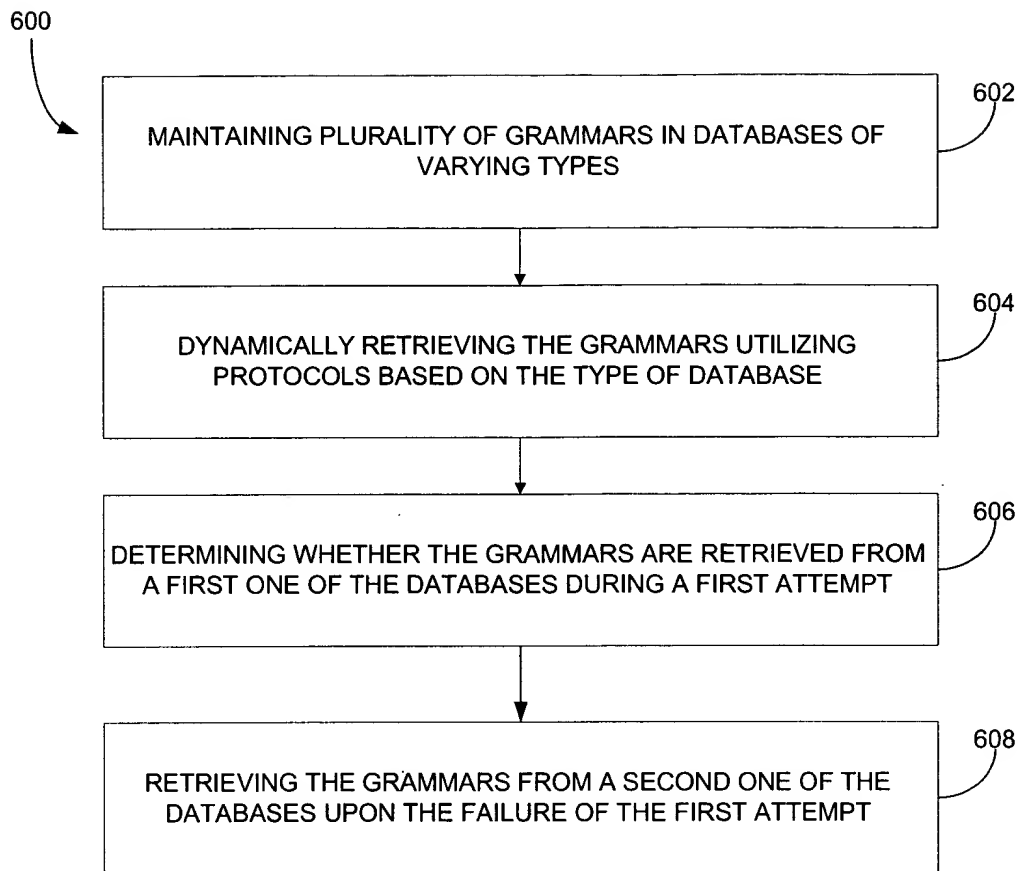 600
602
MAINTAINING PLURALITY OF GRAMMARS IN DATABASES OF
VARYING TYPES
604
DYNAMICALLY RETRIEVING THE GRAMMARS UTILIZING
PROTOCOLS BASED ON THE TYPE OF DATABASE
606
DETERMINING WHETHER THE GRAMMARS ARE RETRIEVED FROM
A FIRST ONE OF THE DATABASES DURING A FIRST ATTEMPT
608
RETRIEVING THE GRAMMARS FROM A SECOND ONE OF THE
DATABASES UPON THE FAILURE OF THE FIRST ATTEMPT